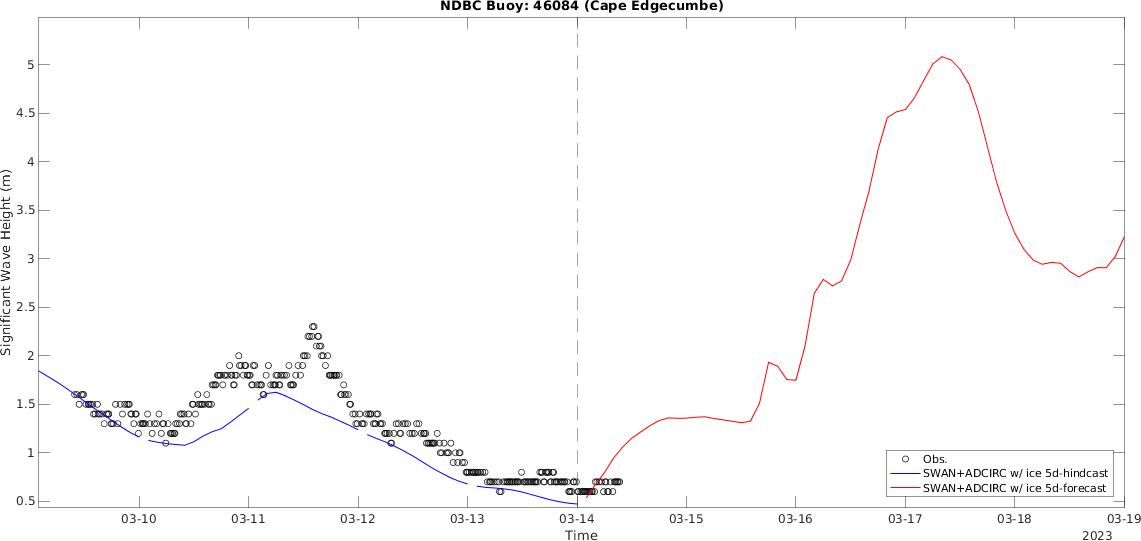 NDBC Buoy: 46084 (Cape Edgecumbe)
5
4.5
4
3.5
3
2.5
2
1.5
1
0.5
Significant Wave Height (m)
Obs.
SWAN+ADCIRC w/ ice 5d-hindcast
SWAN+ADCIRC w/ ice 5d-forecast
03-10 03-11 03-12 03-13 03-14 03-15 03-16 03-17 03-18 03-19
Time
2023